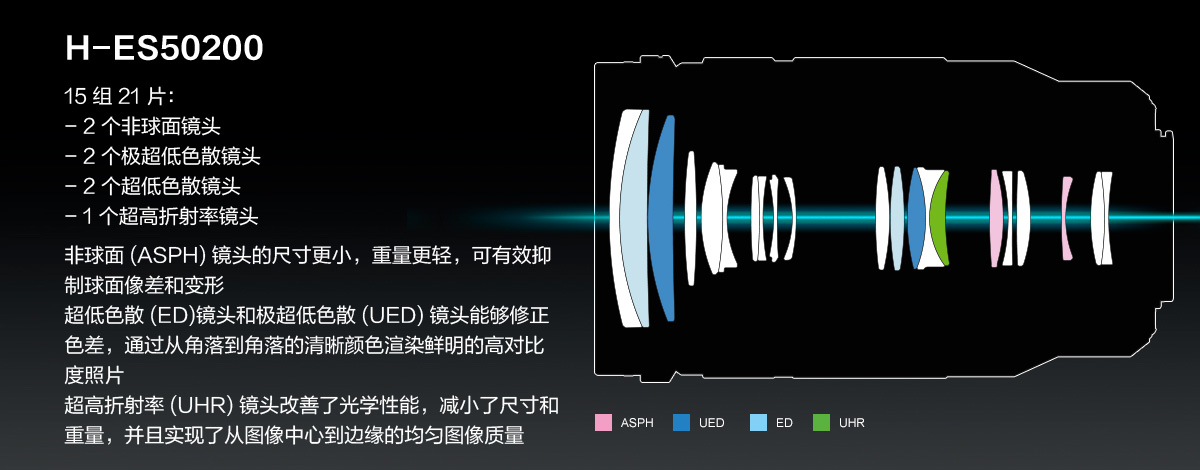 H-ES50200
15 组 21 片：
- 2 个非球面镜头
- 2 个极超低色散镜头
- 2 个超低色散镜头
- 1 个超高折射率镜头
非球面 (ASPH) 镜头的尺寸更小，重量更轻，可有效抑
制球面像差和变形
超低色散 (ED)镜头和极超低色散 (UED) 镜头能够修正
色差，通过从角落到角落的清晰颜色渲染鲜明的高对比
度照片
超高折射率 (UHR) 镜头改善了光学性能，减小了尺寸和
重量，并且实现了从图像中心到边缘的均匀图像质量
ASPH UED ED UHR